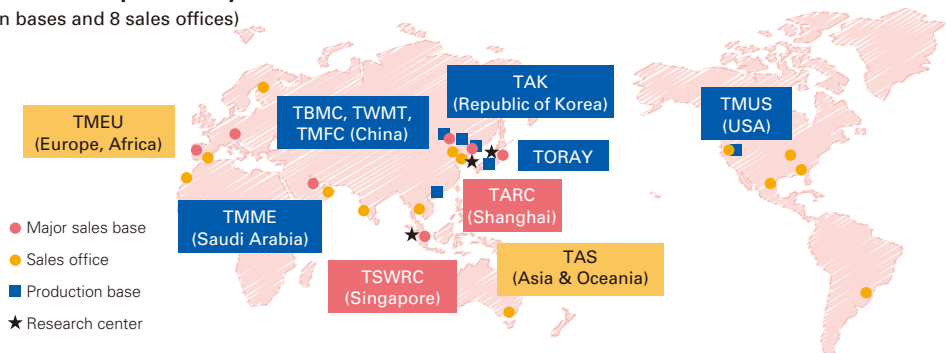 n bases and 8 sales offices)
TAK
(Republic of Korea)
TBMC, TWMT,
TMFC (China)
TMUS
(USA)
TMEU
(Europe, Africa)
TORAY
TARC
(Shanghai)
TMME
(Saudi Arabia)
TAS
(Asia & Oceania)
TSWRC
(Singapore)
Major sales base
Sales office
Production base
Research center